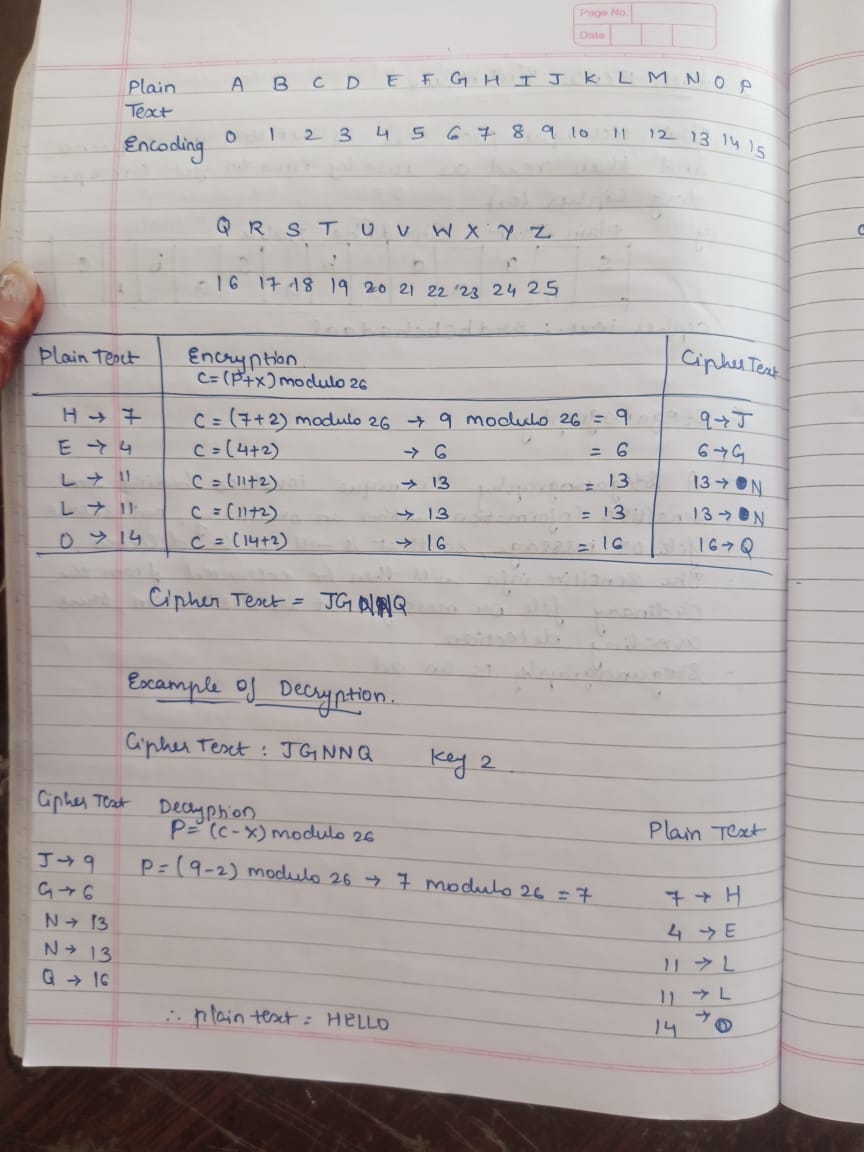 Page No.
Date
Plain Text A B C D E F G H I J K L M N O P
Encoding 0 1 2 3 4 5 6 7 8 9 10 11 12 13 14 15
Q R S T U V W X Y Z
16 17 18 19 20 21 22 23 24 25
Plain Text Encryption C=(P+x) modulo 26 Cipher Text
H → 7 C = (7+2) modulo 26 → 9 modulo 26 = 9 9→J
E → 4 C = (4+2) → 6 = 6 6→G
L → 11 C = (11+2) → 13 = 13 13→N
L → 11 C = (11+2) → 13 = 13 13→N
O → 14 C = (14+2) → 16 = 16 16→Q
Cipher Text = JGNNQ
Example of Decryption.
Cipher Text : JGNNQ Key 2
Cipher Text Decryption P=(C-x) modulo 26 Plain Text
J→9 P=(9-2) modulo 26 → 7 modulo 26 = 7 7 → H
G→6 4 → E
N→ 13 11 → L
N→ 13 11 → L
Q → 16 14 → O
∴ plain text = HELLO